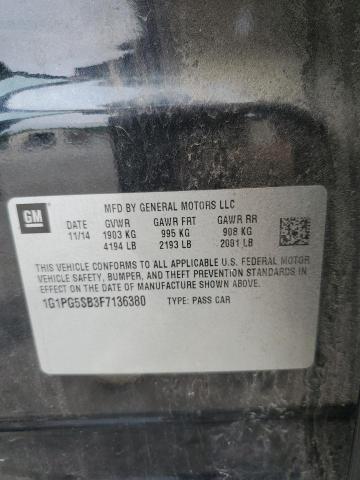 GM
MFD BY GENERAL MOTORS LLC
DATE GVWR GAWR FRT GAWR RR
11/14 1903 KG 995 KG 908 KG
4194 LB 2193 LB 2001 LB
THIS VEHICLE CONFORMS TO ALL APPLICABLE U.S. FEDERAL MOTOR
VEHICLE SAFETY, BUMPER, AND THEFT PREVENTION STANDARDS
IN EFFECT ON THE DATE OF MANUFACTURE SHOWN ABOVE.
1G1PG5SB3F7136380 TYPE: PASS CAR